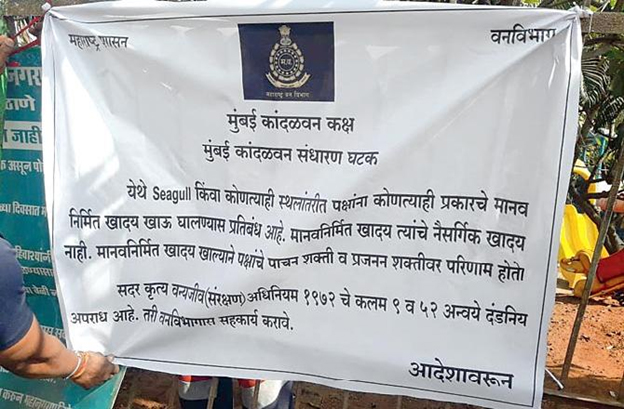 महाराष्ट्र शासन
वनविभाग
म.व.
महाराष्ट्र वन विभाग
मुंबई कांदळवन कक्ष
मुंबई कांदळवन संधारण घटक
येथे Seagull किंवा कोणत्याही स्थलांतरीत पक्षांना कोणत्याही प्रकारचे मानव
निर्मित खादय खाऊ घालण्यास प्रतिबंध आहे. मानवनिर्मित खादय त्यांचे नैसर्गिक खादय
नाही. मानवनिर्मित खादय खाल्याने पक्षांचे पाचन शक्ती व प्रजनन शक्तीवर परिणाम होतो
सदर कृत्य वन्यजीव (संरक्षण) अधिनियम १९७२ चे कलम ९ व ५२ अन्वये दंडनिय
अपराध आहे. तरी वनविभागास सहकार्य करावे.
आदेशावरून
नगरा
ठाणे
जाही